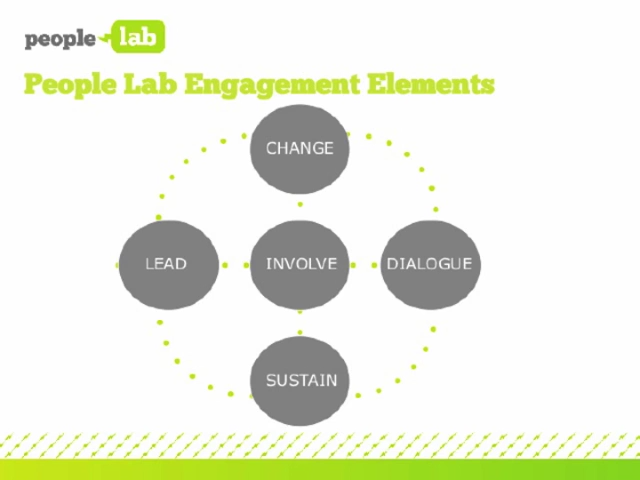 people lab
People Lab Engagement Elements
CHANGE
LEAD
INVOLVE
DIALOGUE
SUSTAIN